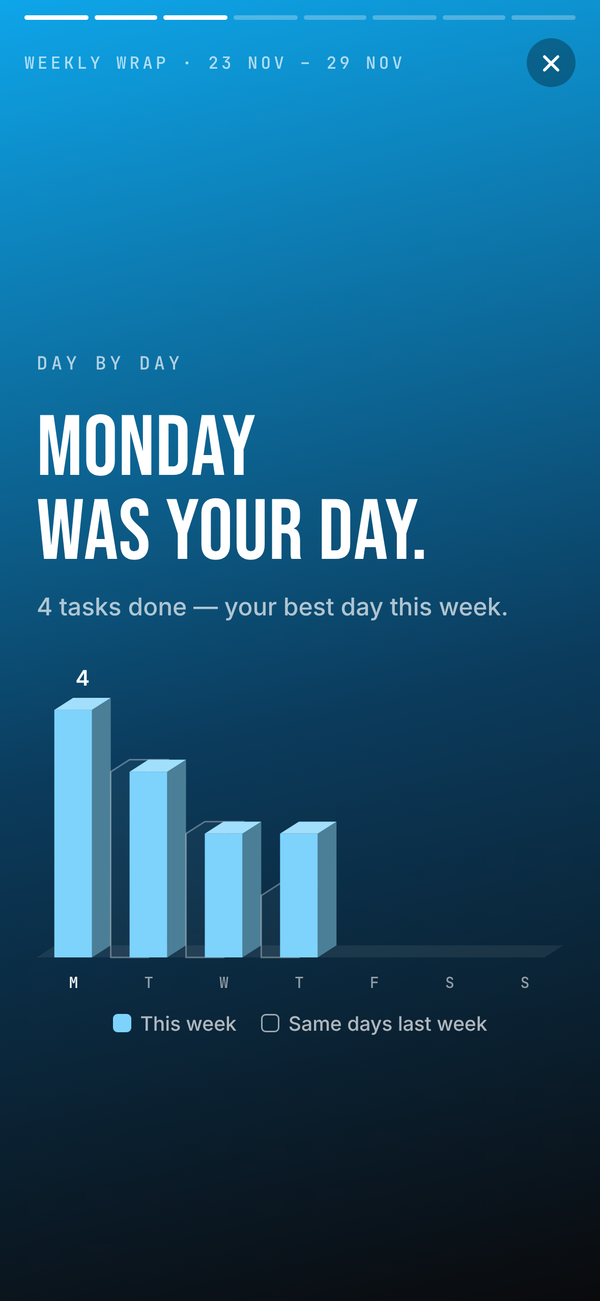 WEEKLY WRAP · 23 NOV – 29 NOV
DAY BY DAY
MONDAY
WAS YOUR DAY.
4 tasks done — your best day this week.
4
M T W T F S S
This week Same days last week